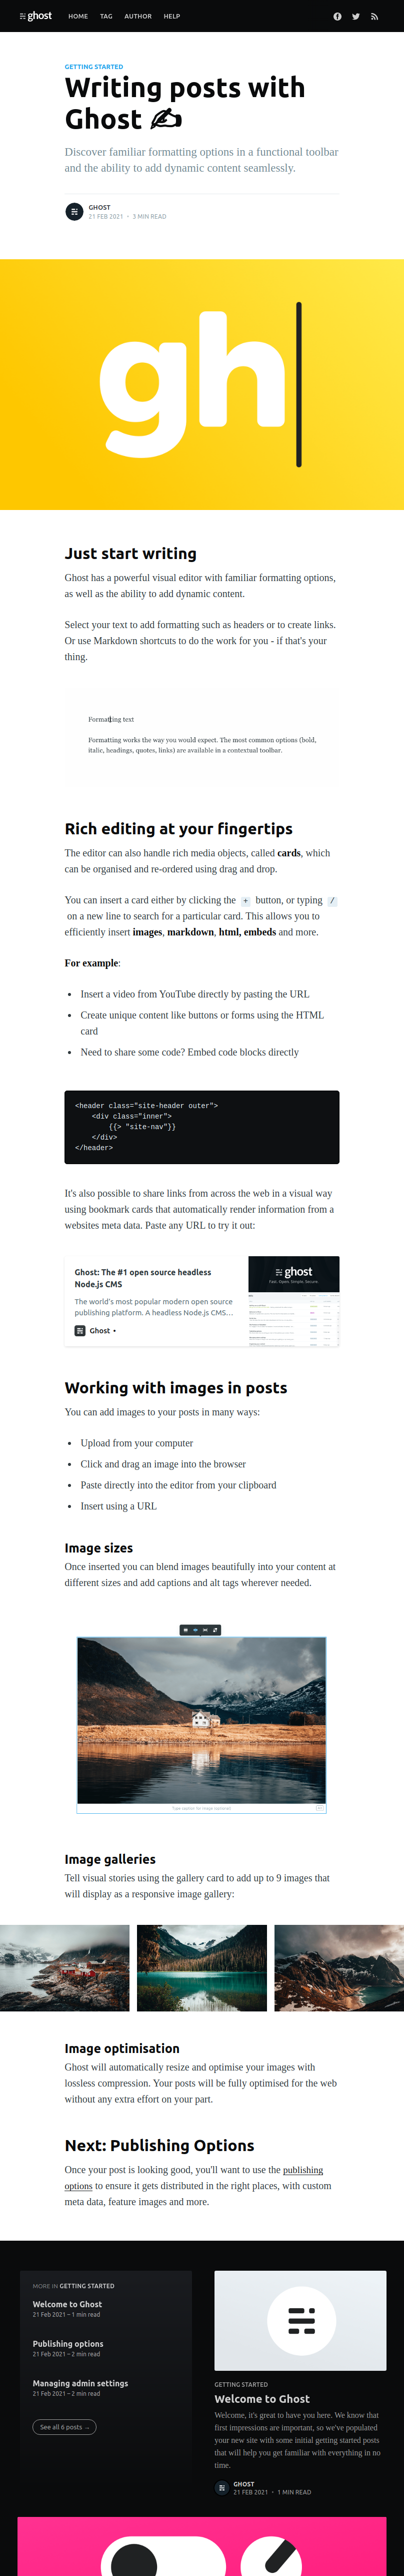 ghost HOME TAG AUTHOR HELP
GETTING STARTED
Writing posts with
Ghost ✍️
Discover familiar formatting options in a functional toolbar
and the ability to add dynamic content seamlessly.
GHOST
21 FEB 2021 • 3 MIN READ
gh
Just start writing
Ghost has a powerful visual editor with familiar formatting options,
as well as the ability to add dynamic content.
Select your text to add formatting such as headers or to create links.
Or use Markdown shortcuts to do the work for you - if that's your
thing.
Formatting text
Formatting works the way you would expect. The most common options (bold,
italic, headings, quotes, links) are available in a contextual toolbar.
Rich editing at your fingertips
The editor can also handle rich media objects, called cards, which
can be organised and re-ordered using drag and drop.
You can insert a card either by clicking the + button, or typing /
on a new line to search for a particular card. This allows you to
efficiently insert images, markdown, html, embeds and more.
For example:
• Insert a video from YouTube directly by pasting the URL
• Create unique content like buttons or forms using the HTML
card
• Need to share some code? Embed code blocks directly
<header class="site-header outer">
<div class="inner">
{{> "site-nav"}}
</div>
</header>
It's also possible to share links from across the web in a visual way
using bookmark cards that automatically render information from a
websites meta data. Paste any URL to try it out:
Ghost: The #1 open source headless
Node.js CMS
The world's most popular modern open source
publishing platform. A headless Node.js CMS…
Ghost •
ghost
Fast. Open. Simple. Secure.
Working with images in posts
You can add images to your posts in many ways:
• Upload from your computer
• Click and drag an image into the browser
• Paste directly into the editor from your clipboard
• Insert using a URL
Image sizes
Once inserted you can blend images beautifully into your content at
different sizes and add captions and alt tags wherever needed.
Type caption for image (optional)
Image galleries
Tell visual stories using the gallery card to add up to 9 images that
will display as a responsive image gallery:
Image optimisation
Ghost will automatically resize and optimise your images with
lossless compression. Your posts will be fully optimised for the web
without any extra effort on your part.
Next: Publishing Options
Once your post is looking good, you'll want to use the publishing
options to ensure it gets distributed in the right places, with custom
meta data, feature images and more.
MORE IN GETTING STARTED
Welcome to Ghost
21 Feb 2021 – 1 min read
Publishing options
21 Feb 2021 – 2 min read
Managing admin settings
21 Feb 2021 – 2 min read
See all 6 posts →
GETTING STARTED
Welcome to Ghost
Welcome, it's great to have you here. We know that
first impressions are important, so we've populated
your new site with some initial getting started posts
that will help you get familiar with everything in no
time.
GHOST
21 FEB 2021 • 1 MIN READ